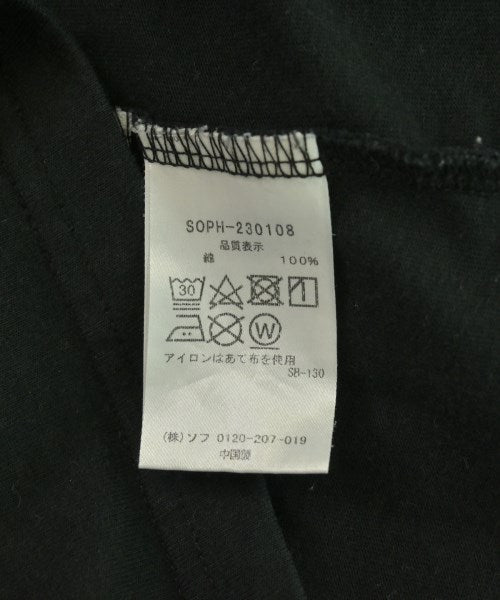 SOPH-230108
品質表示
綿 100%
30
W
アイロンはあて布を使用
SB-130
(株)ソフ 0120-207-019
中国製